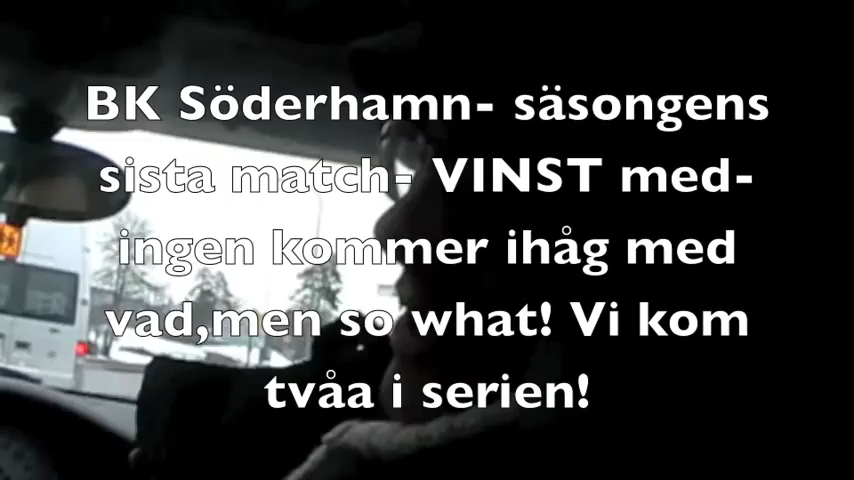 BK Söderhamn- säsongens
sista match- VINST med-
ingen kommer ihåg med
vad,men so what! Vi kom
tvåa i serien!